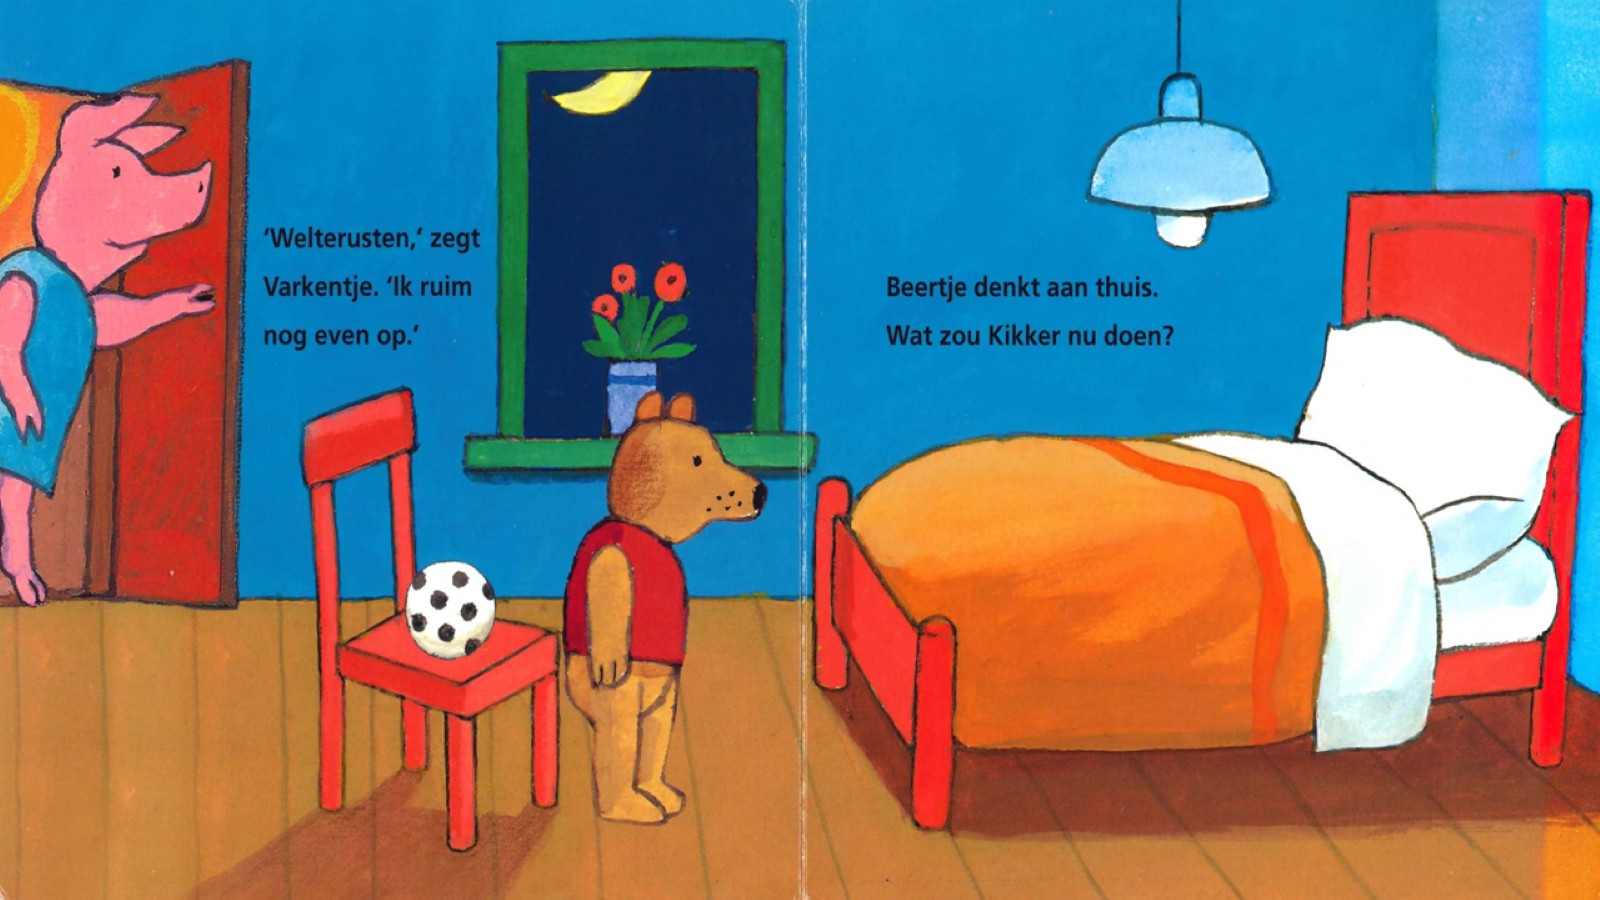 ‘Welterusten,’ zegt
Varkentje. ‘Ik ruim
nog even op.’
Beertje denkt aan thuis.
Wat zou Kikker nu doen?